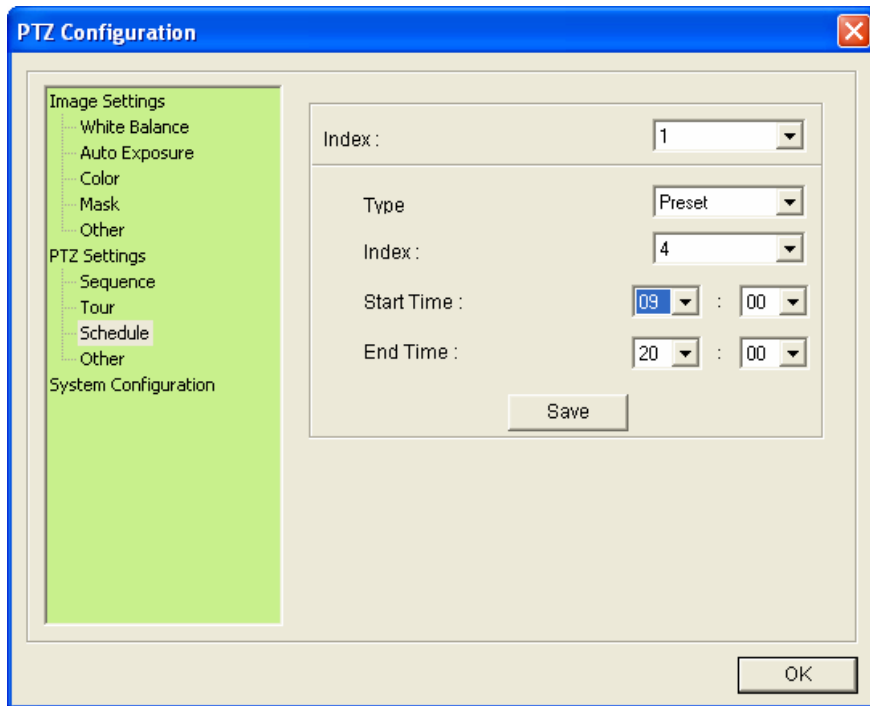 PTZ Configuration
Image Settings
White Balance
Auto Exposure
Color
Mask
Other
PTZ Settings
Sequence
Tour
Schedule
Other
System Configuration
Index : 1
Type Preset
Index : 4
Start Time : 09 : 00
End Time : 20 : 00
Save
OK